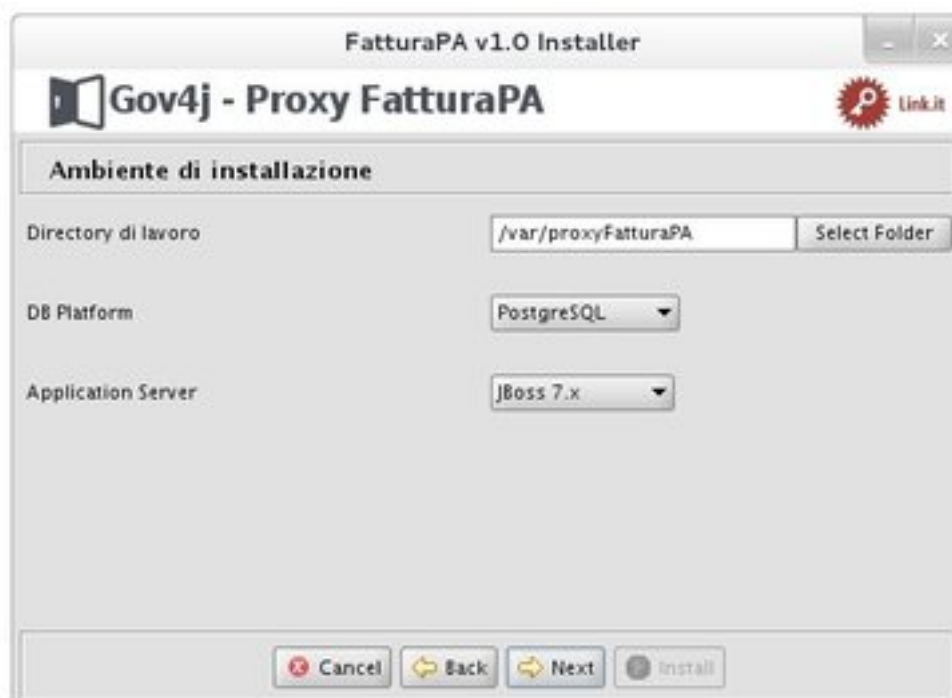 FatturaPA v1.0 Installer
Gov4j - Proxy FatturaPA
Link.it
Ambiente di installazione
Directory di lavoro /var/proxyFatturaPA Select Folder
DB Platform PostgreSQL
Application Server JBoss 7.x
Cancel Back Next Install